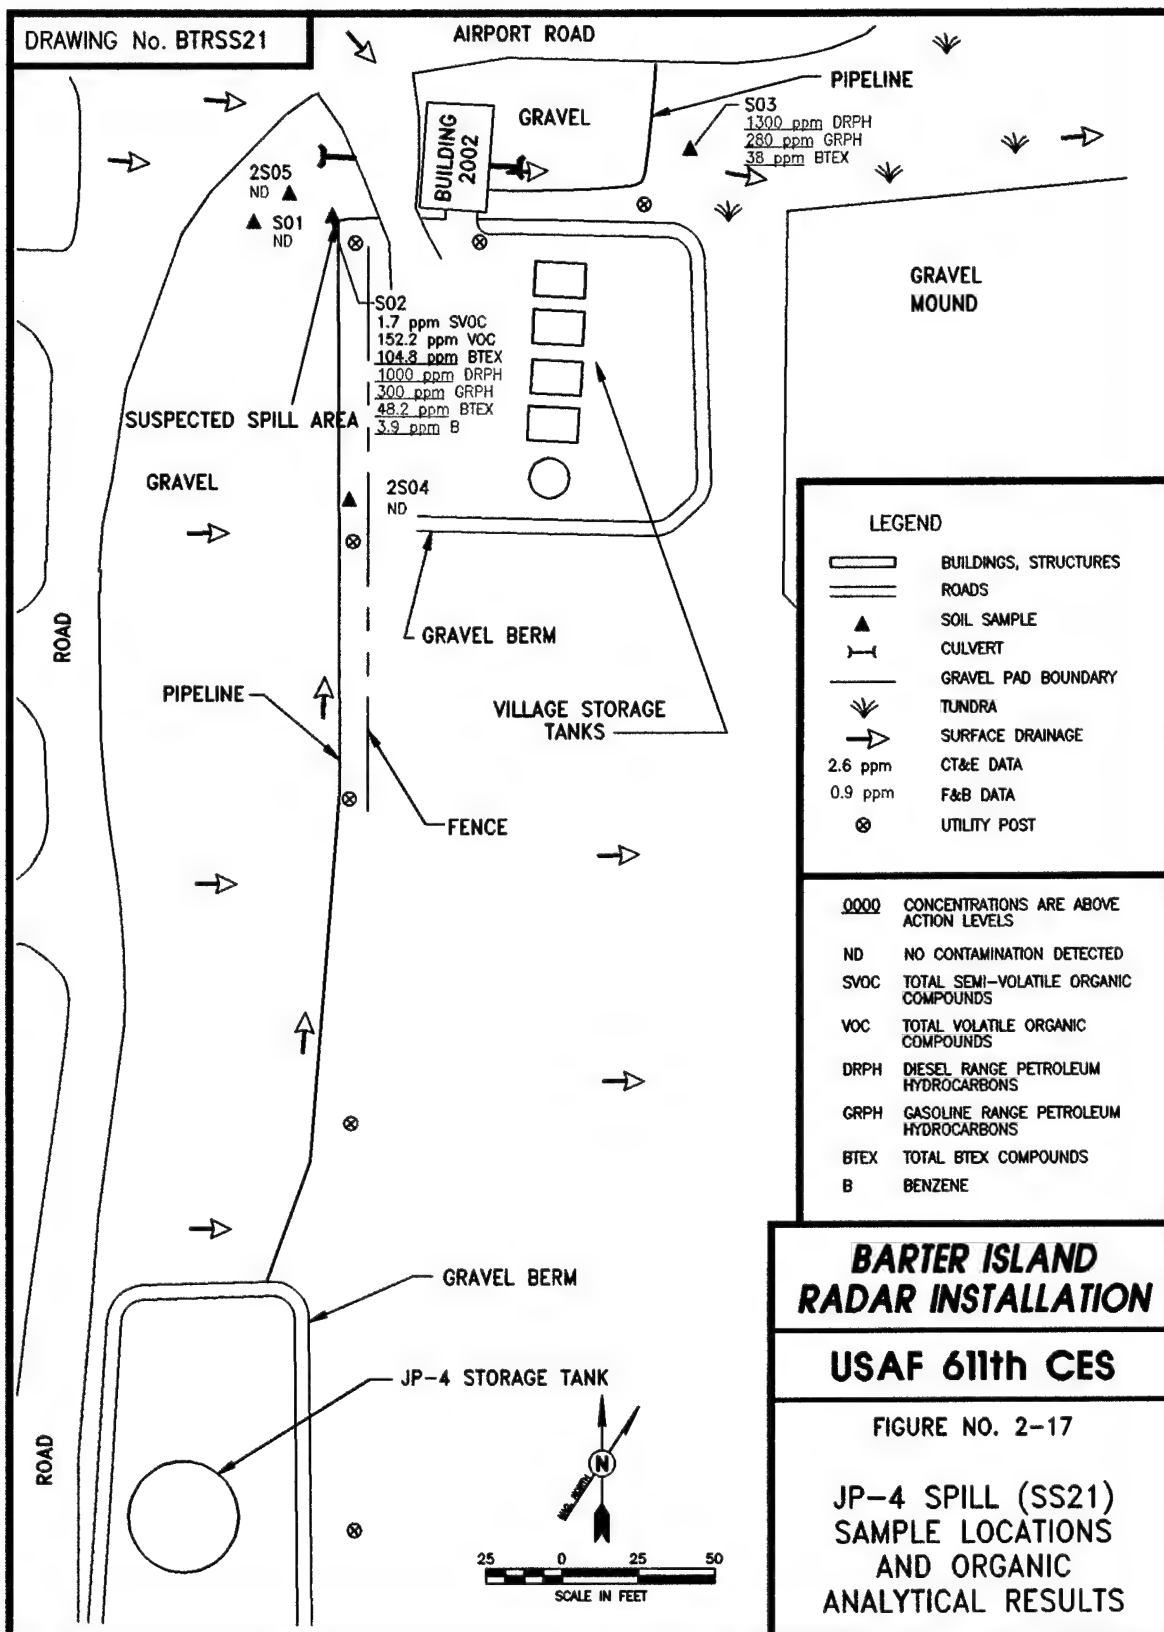 DRAWING No. BTRSS21
AIRPORT ROAD
PIPELINE
GRAVEL
BUILDING
2002
S03
1300 ppm DRPH
280 ppm GRPH
38 ppm BTEX
2S05
ND
S01
ND
GRAVEL
MOUND
S02
1.7 ppm SVOC
152.2 ppm VOC
104.8 ppm BTEX
1000 ppm DRPH
300 ppm GRPH
48.2 ppm BTEX
3.9 ppm B
SUSPECTED SPILL AREA
GRAVEL
2S04
ND
ROAD
GRAVEL BERM
PIPELINE
VILLAGE STORAGE
TANKS
FENCE
LEGEND
BUILDINGS, STRUCTURES
ROADS
SOIL SAMPLE
CULVERT
GRAVEL PAD BOUNDARY
TUNDRA
SURFACE DRAINAGE
2.6 ppm CT&E DATA
0.9 ppm F&B DATA
UTILITY POST
0000 CONCENTRATIONS ARE ABOVE
ACTION LEVELS
ND NO CONTAMINATION DETECTED
SVOC TOTAL SEMI-VOLATILE ORGANIC
COMPOUNDS
VOC TOTAL VOLATILE ORGANIC
COMPOUNDS
DRPH DIESEL RANGE PETROLEUM
HYDROCARBONS
GRPH GASOLINE RANGE PETROLEUM
HYDROCARBONS
BTEX TOTAL BTEX COMPOUNDS
B BENZENE
GRAVEL BERM
JP-4 STORAGE TANK
ROAD
N
MAG. NORTH
25 0 25 50
SCALE IN FEET
BARTER ISLAND
RADAR INSTALLATION
USAF 611th CES
FIGURE NO. 2-17
JP-4 SPILL (SS21)
SAMPLE LOCATIONS
AND ORGANIC
ANALYTICAL RESULTS